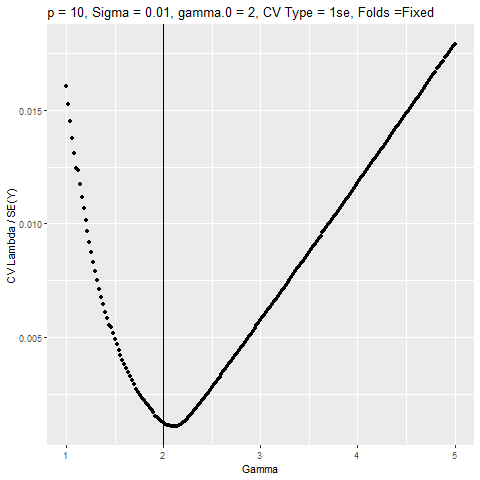 p = 10, Sigma = 0.01, gamma.0 = 2, CV Type = 1se, Folds =Fixed
CV Lambda / SE(Y)
0.015
0.010
0.005
1 2 3 4 5
Gamma